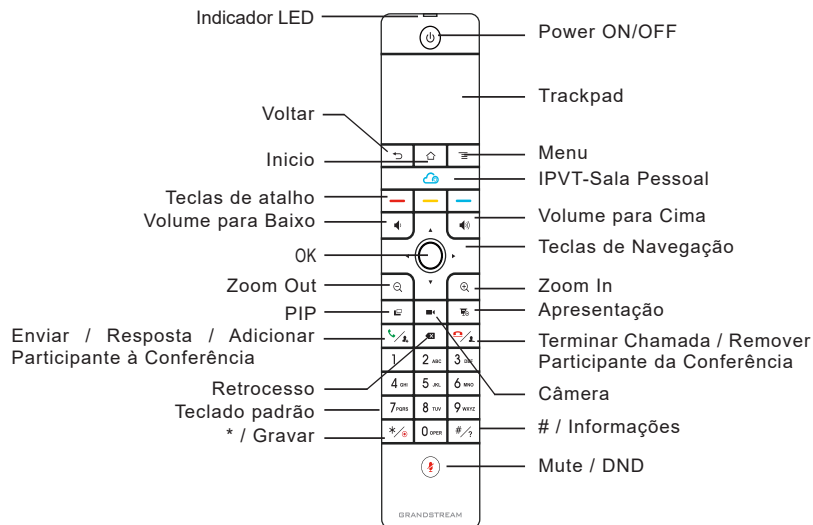 Indicador LED
Power ON/OFF
Trackpad
Voltar
Menu
Inicio
IPVT-Sala Pessoal
Teclas de atalho
Volume para Baixo
Volume para Cima
OK
Teclas de Navegação
Zoom Out
Zoom In
PIP
Apresentação
Enviar / Resposta / Adicionar
Participante à Conferência
Terminar Chamada / Remover
Participante da Conferência
Retrocesso
Câmera
Teclado padrão
* / Gravar
# / Informações
Mute / DND
1 2 ABC 3 DEF
4 GHI 5 JKL 6 MNO
7 PQRS 8 TUV 9 WXYZ
*/ 0 OPER #/?
GRANDSTREAM